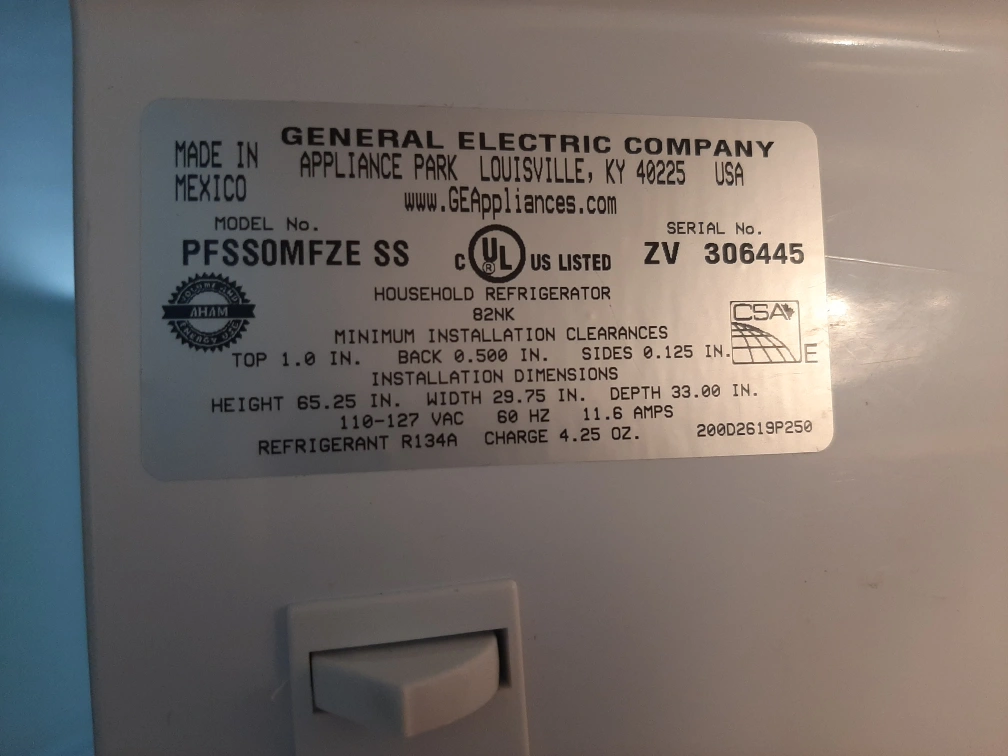 GENERAL ELECTRIC COMPANY
MADE IN MEXICO
APPLIANCE PARK LOUISVILLE, KY 40225 USA
www.GEAppliances.com
MODEL No.
PFSS0MFZE SS
C UL ® US LISTED
SERIAL No.
ZV 306445
HOUSEHOLD REFRIGERATOR
82NK
AHAM
ENERGY
CSA
E
MINIMUM INSTALLATION CLEARANCES
TOP 1.0 IN. BACK 0.500 IN. SIDES 0.125 IN.
INSTALLATION DIMENSIONS
HEIGHT 65.25 IN. WIDTH 29.75 IN. DEPTH 33.00 IN.
110-127 VAC 60 HZ 11.6 AMPS
REFRIGERANT R134A CHARGE 4.25 OZ. 200D2619P250